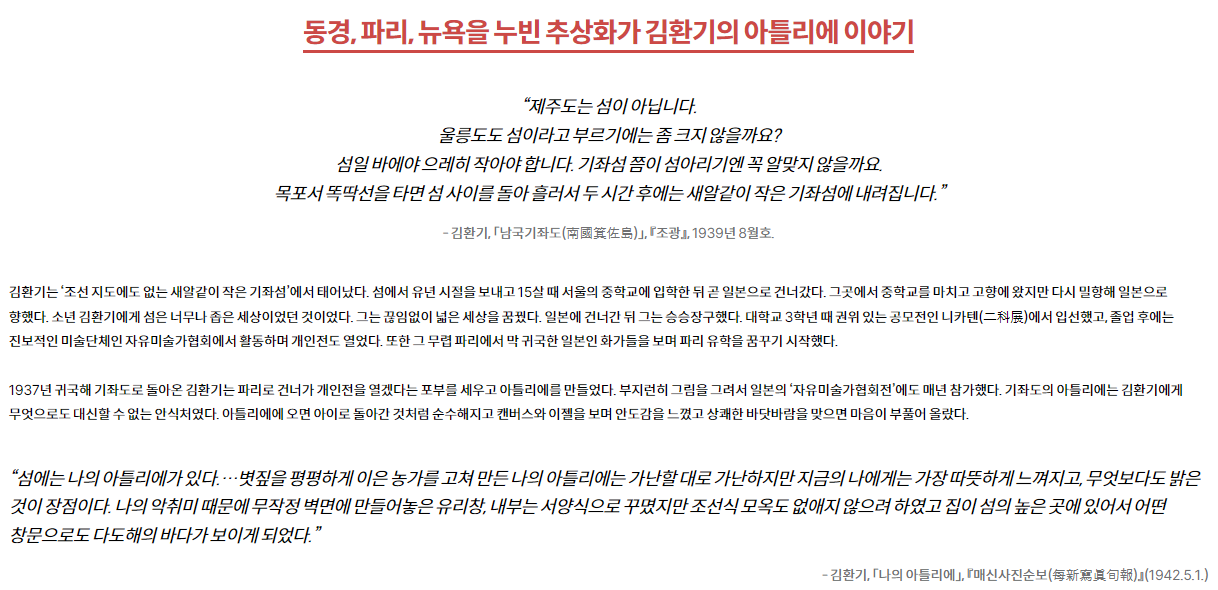 동경, 파리, 뉴욕을 누빈 추상화가 김환기의 아틀리에 이야기
“제주도는 섬이 아닙니다.
울릉도도 섬이라고 부르기에는 좀 크지 않을까요?
섬일 바에야 으레히 작아야 합니다. 기좌섬 쯤이 섬아리기엔 꼭 알맞지 않을까요.
목포서 똑딱선을 타면 섬 사이를 돌아 흘러서 두 시간 후에는 새알같이 작은 기좌섬에 내려집니다.”
- 김환기, 「남국기좌도(南國箕佐島)」, 『조광』, 1939년 8월호.
김환기는 ‘조선 지도에도 없는 새알같이 작은 기좌섬’에서 태어났다. 섬에서 유년 시절을 보내고 15살 때 서울의 중학교에 입학한 뒤 곧 일본으로 건너갔다. 그곳에서 중학교를 마치고 고향에 왔지만 다시 밀항해 일본으로
향했다. 소년 김환기에게 섬은 너무나 좁은 세상이었던 것이었다. 그는 끊임없이 넓은 세상을 꿈꿨다. 일본에 건너간 뒤 그는 승승장구했다. 대학교 3학년 때 권위 있는 공모전인 니카텐(二科展)에서 입선했고, 졸업 후에는
진보적인 미술단체인 자유미술가협회에서 활동하며 개인전도 열었다. 또한 그 무렵 파리에서 막 귀국한 일본인 화가들을 보며 파리 유학을 꿈꾸기 시작했다.
1937년 귀국해 기좌도로 돌아온 김환기는 파리로 건너가 개인전을 열겠다는 포부를 세우고 아틀리에를 만들었다. 부지런히 그림을 그려서 일본의 ‘자유미술가협회전’에도 매년 참가했다. 기좌도의 아틀리에는 김환기에게
무엇으로도 대신할 수 없는 안식처였다. 아틀리에에 오면 아이로 돌아간 것처럼 순수해지고 캔버스와 이젤을 보며 안도감을 느꼈고 상쾌한 바닷바람을 맞으면 마음이 부풀어 올랐다.
“섬에는 나의 아틀리에가 있다. …볏짚을 평평하게 이은 농가를 고쳐 만든 나의 아틀리에는 가난할 대로 가난하지만 지금의 나에게는 가장 따뜻하게 느껴지고, 무엇보다도 밝은
것이 장점이다. 나의 악취미 때문에 무작정 벽면에 만들어놓은 유리창, 내부는 서양식으로 꾸몄지만 조선식 모옥도 없애지 않으려 하였고 집이 섬의 높은 곳에 있어서 어떤
창문으로도 다도해의 바다가 보이게 되었다.”
- 김환기, 「나의 아틀리에」, 『매신사진순보(每新寫眞旬報)』(1942.5.1.)